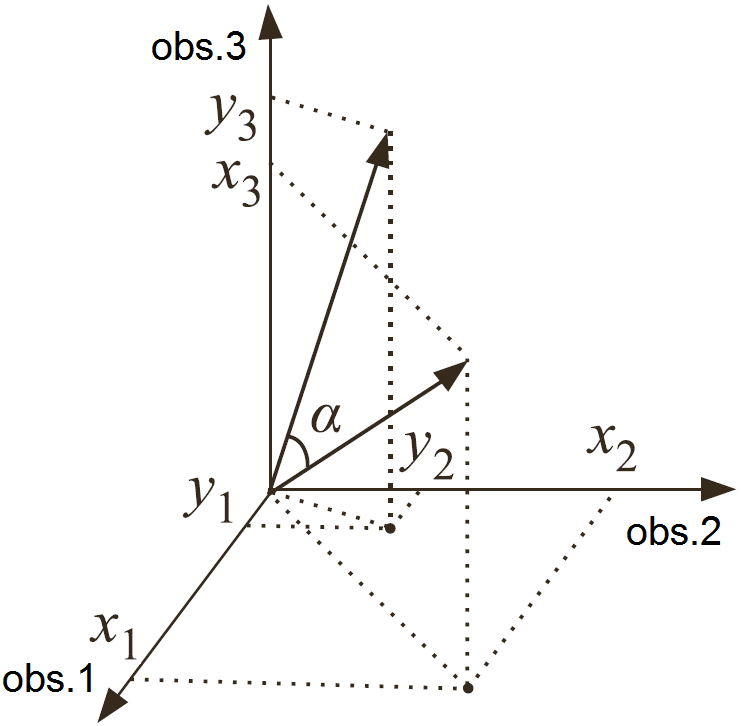 obs.3
y₃
x₃
α
y₂
x₂
y₁
obs.2
x₁
obs.1